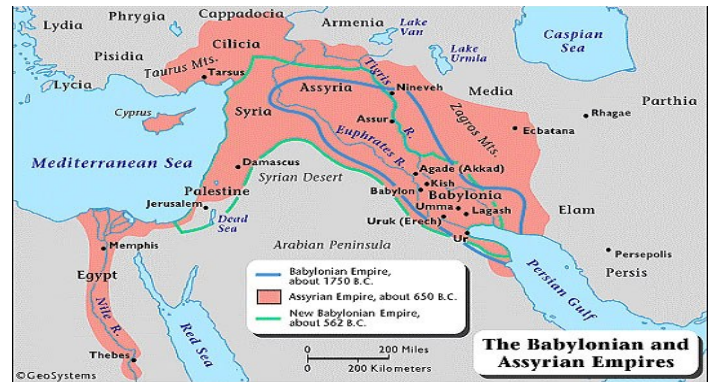 Lydia
Phrygia
Cappadocia
Armenia
Lake
Van
Caspian
Sea
Pisidia
Cilicia
Lake
Urmia
Taurus Mts.
Tarsus
Lycia
Tigris
R.
Assyria
Nineveh
Media
Parthia
Cyprus
Syria
Assur
Zagros Mts.
Rhagae
Ecbatana
Euphrates R.
Mediterranean Sea
Damascus
Syrian Desert
Agade (Akkad)
Kish
Babylon
Babylonia
Palestine
Jerusalem
Umma
Lagash
Elam
Dead
Sea
Uruk (Erech)
Ur
Arabian Peninsula
Memphis
Persepolis
Persis
Egypt
Persian Gulf
Nile R.
Red Sea
Thebes
Babylonian Empire,
about 1750 B.C.
Assyrian Empire, about 650 B.C.
New Babylonian Empire,
about 562 B.C.
0 200 Miles
0 200 Kilometers
The Babylonian and
Assyrian Empires
©GeoSystems